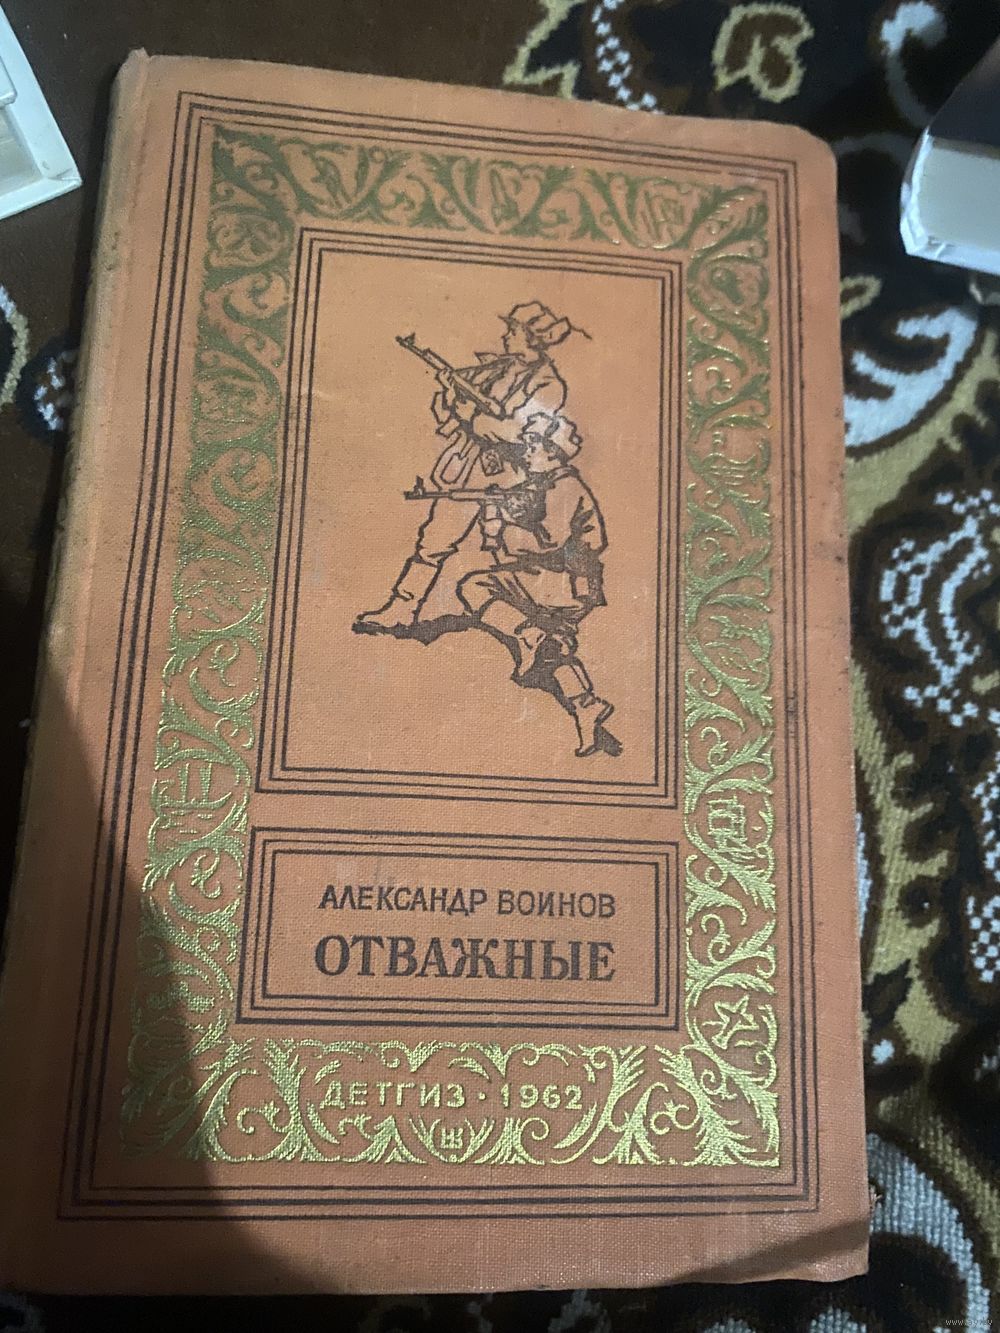 АЛЕКСАНДР ВОИНОВ
ОТВАЖНЫЕ
ДЕТГИЗ · 1962